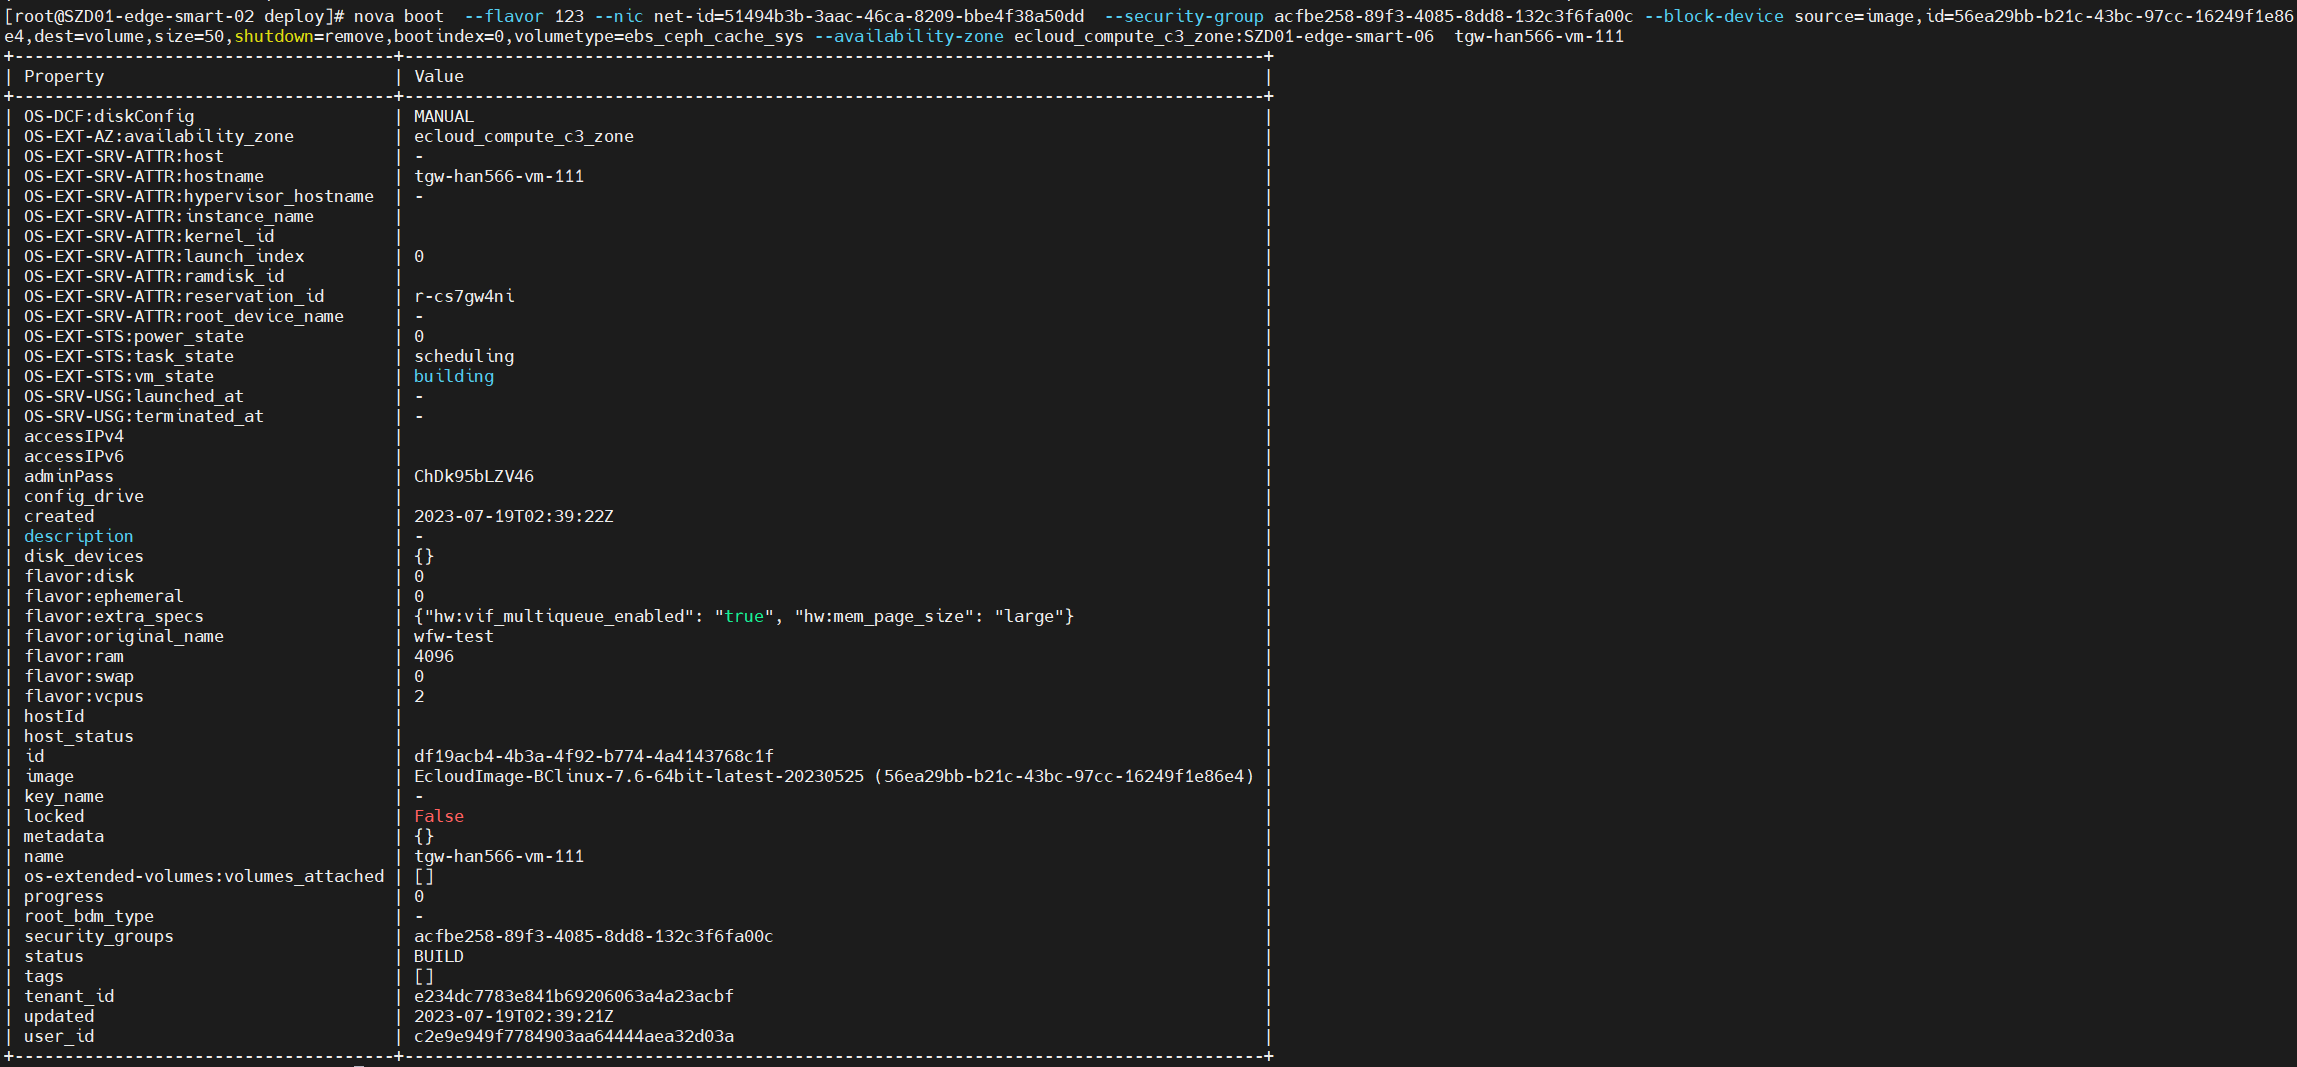 [root@SZD01-edge-smart-02 deploy]# nova boot  --flavor 123 --nic net-id=51494b3b-3aac-46ca-8209-bbe4f38a50dd  --security-group acfbe258-89f3-4085-8dd8-132c3f6fa00c --block-device source=image,id=56ea29bb-b21c-43bc-97cc-16249f1e86
e4,dest=volume,size=50,shutdown=remove,bootindex=0,volumetype=ebs_ceph_cache_sys --availability-zone ecloud_compute_c3_zone:SZD01-edge-smart-06  tgw-han566-vm-111
| Property | Value |
| OS-DCF:diskConfig | MANUAL |
| OS-EXT-AZ:availability_zone | ecloud_compute_c3_zone |
| OS-EXT-SRV-ATTR:host | - |
| OS-EXT-SRV-ATTR:hostname | tgw-han566-vm-111 |
| OS-EXT-SRV-ATTR:hypervisor_hostname | - |
| OS-EXT-SRV-ATTR:instance_name | |
| OS-EXT-SRV-ATTR:kernel_id | |
| OS-EXT-SRV-ATTR:launch_index | 0 |
| OS-EXT-SRV-ATTR:ramdisk_id | |
| OS-EXT-SRV-ATTR:reservation_id | r-cs7gw4ni |
| OS-EXT-SRV-ATTR:root_device_name | - |
| OS-EXT-STS:power_state | 0 |
| OS-EXT-STS:task_state | scheduling |
| OS-EXT-STS:vm_state | building |
| OS-SRV-USG:launched_at | - |
| OS-SRV-USG:terminated_at | - |
| accessIPv4 | |
| accessIPv6 | |
| adminPass | ChDk95bLZV46 |
| config_drive | |
| created | 2023-07-19T02:39:22Z |
| description | - |
| disk_devices | {} |
| flavor:disk | 0 |
| flavor:ephemeral | 0 |
| flavor:extra_specs | {"hw:vif_multiqueue_enabled": "true", "hw:mem_page_size": "large"} |
| flavor:original_name | wfw-test |
| flavor:ram | 4096 |
| flavor:swap | 0 |
| flavor:vcpus | 2 |
| hostId | |
| host_status | |
| id | df19acb4-4b3a-4f92-b774-4a4143768c1f |
| image | EcloudImage-BClinux-7.6-64bit-latest-20230525 (56ea29bb-b21c-43bc-97cc-16249f1e86e4) |
| key_name | - |
| locked | False |
| metadata | {} |
| name | tgw-han566-vm-111 |
| os-extended-volumes:volumes_attached | [] |
| progress | 0 |
| root_bdm_type | - |
| security_groups | acfbe258-89f3-4085-8dd8-132c3f6fa00c |
| status | BUILD |
| tags | [] |
| tenant_id | e234dc7783e841b69206063a4a23acbf |
| updated | 2023-07-19T02:39:21Z |
| user_id | c2e9e949f7784903aa64444aea32d03a |